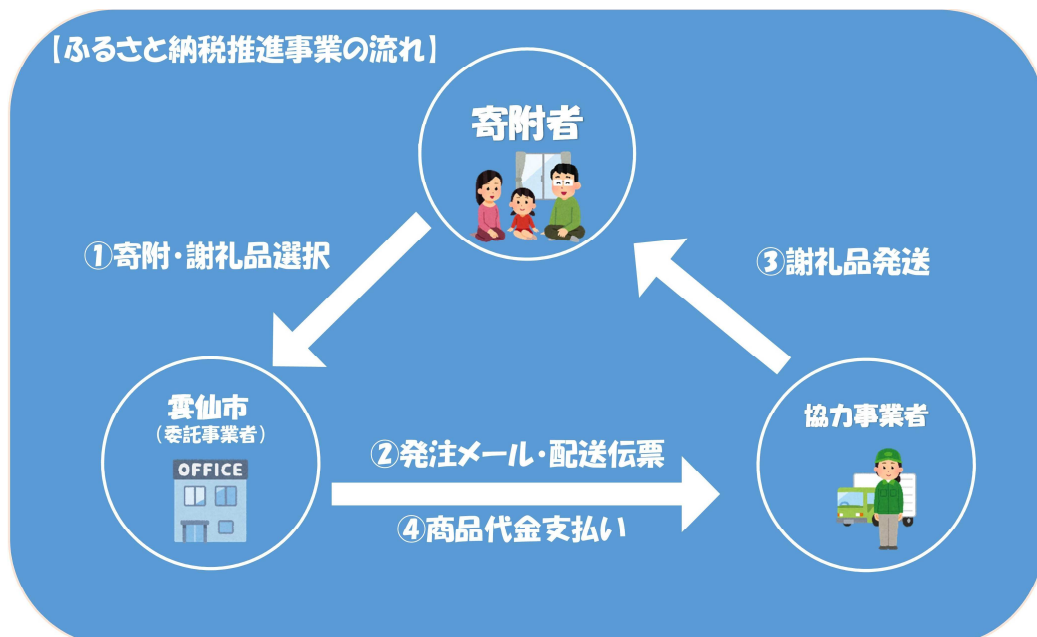 【ふるさと納税推進事業の流れ】
寄附者
①寄附・謝礼品選択
③謝礼品発送
雲仙市
（委託事業者）
OFFICE
②発注メール・配送伝票
④商品代金支払い
協力事業者